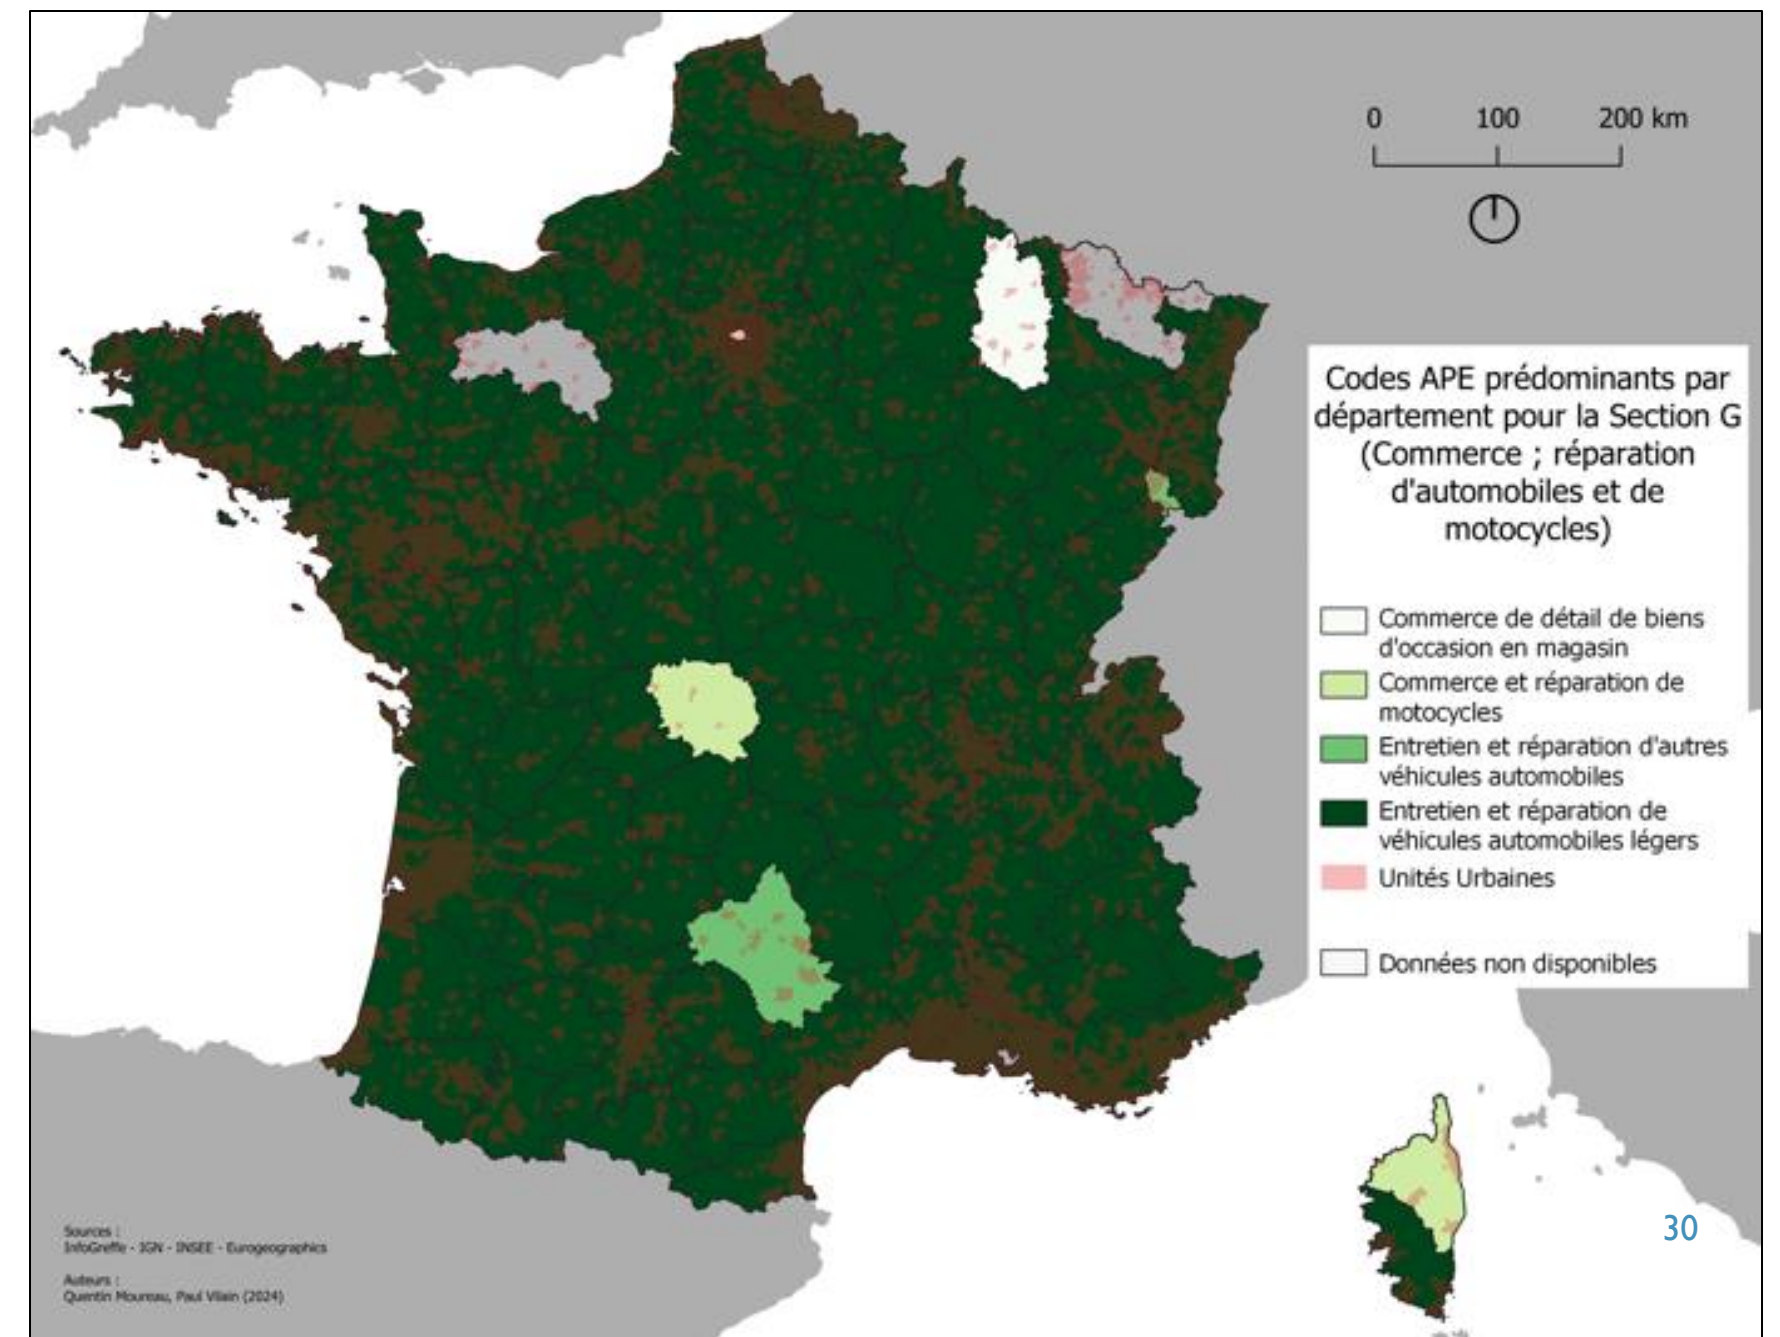 0 100 200 km
Codes APE prédominants par
département pour la Section G
(Commerce ; réparation
d'automobiles et de
motocycles)
Commerce de détail de biens
d'occasion en magasin
Commerce et réparation de
motocycles
Entretien et réparation d'autres
véhicules automobiles
Entretien et réparation de
véhicules automobiles légers
Unités Urbaines
Données non disponibles
30
Sources :
InfoGreffe - IGN - INSEE - Eurogeographics
Auteurs :
Quentin Moureau, Paul Vilain (2024)